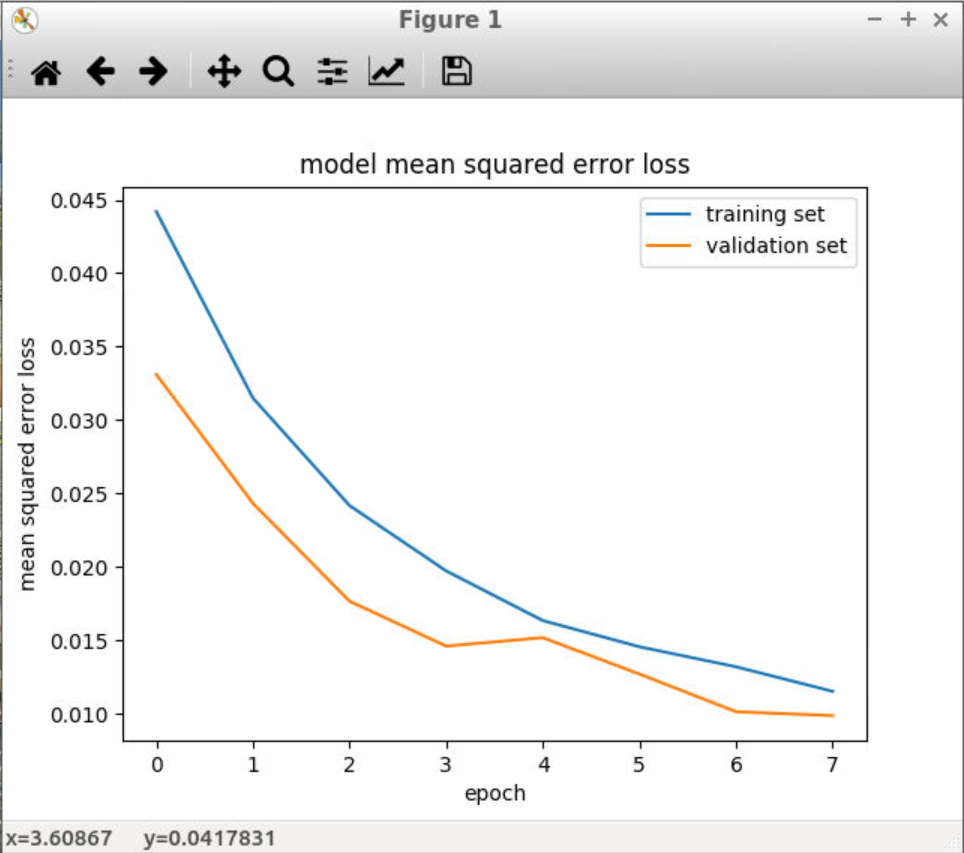 Figure 1
model mean squared error loss
training set
validation set
mean squared error loss
0.045
0.040
0.035
0.030
0.025
0.020
0.015
0.010
0 1 2 3 4 5 6 7
epoch
x=3.60867 y=0.0417831